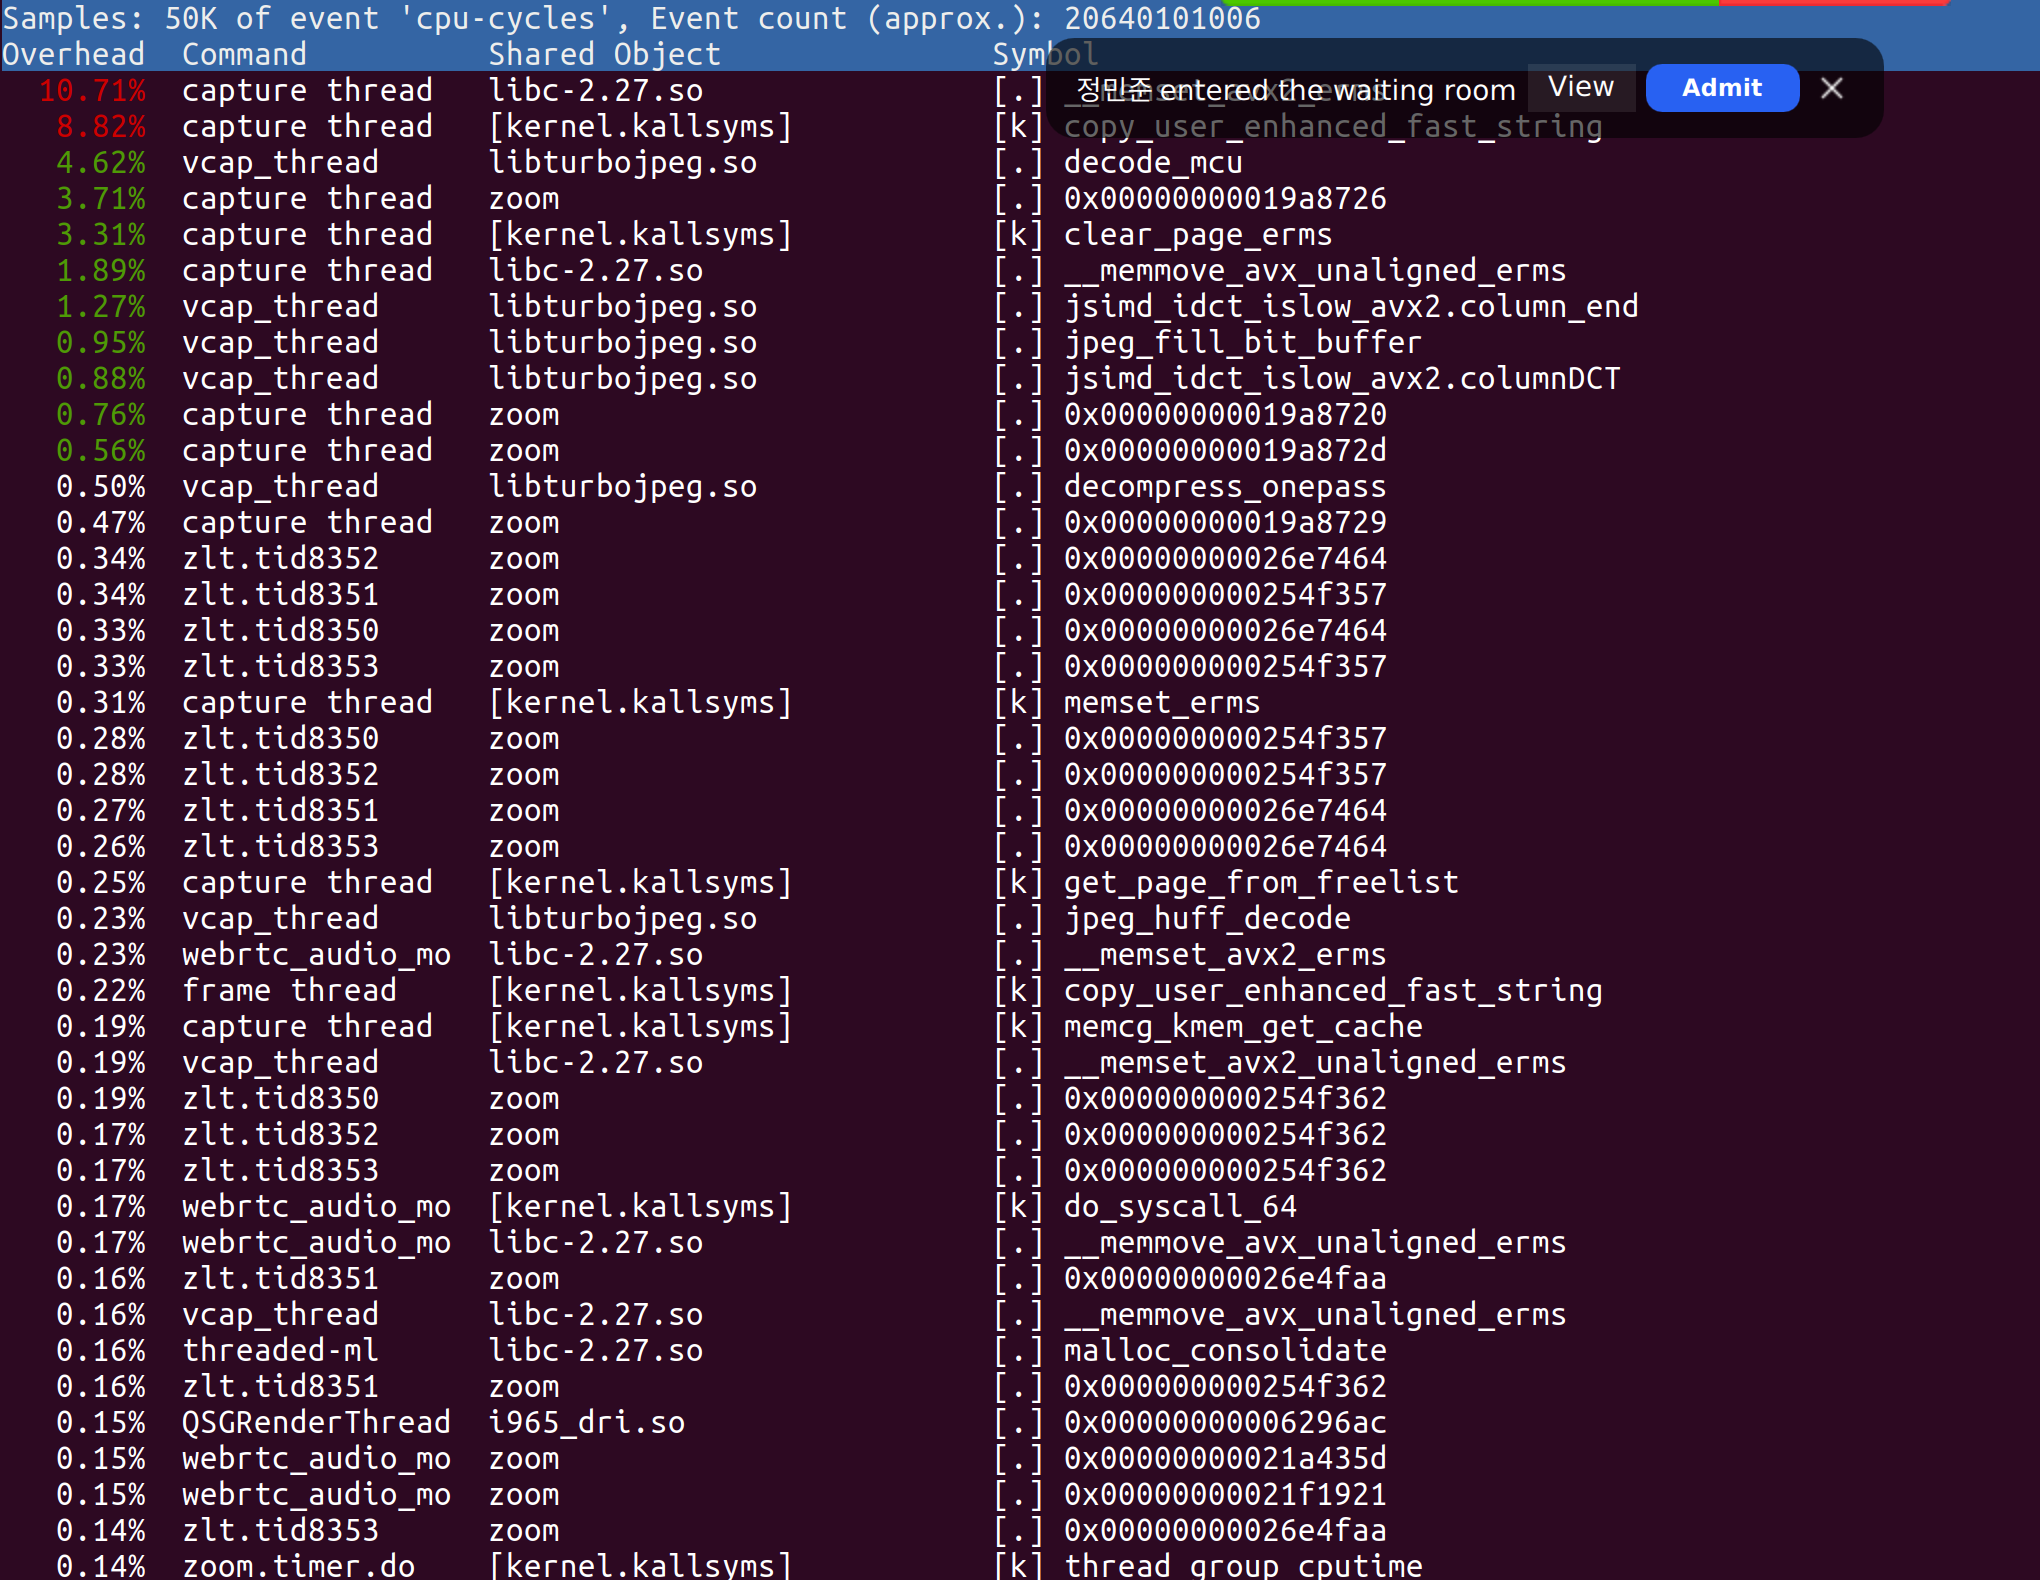 Samples: 50K of event 'cpu-cycles', Event count (approx.): 20640101006
Overhead  Command  Shared Object  Symbol
정민준 entered the waiting room  View  Admit
10.71%  capture thread  libc-2.27.so  [.] __memset_avx2_erms
8.82%  capture thread  [kernel.kallsyms]  [k] copy_user_enhanced_fast_string
4.62%  vcap_thread  libturbojpeg.so  [.] decode_mcu
3.71%  capture thread  zoom  [.] 0x00000000019a8726
3.31%  capture thread  [kernel.kallsyms]  [k] clear_page_erms
1.89%  capture thread  libc-2.27.so  [.] __memmove_avx_unaligned_erms
1.27%  vcap_thread  libturbojpeg.so  [.] jsimd_idct_islow_avx2.column_end
0.95%  vcap_thread  libturbojpeg.so  [.] jpeg_fill_bit_buffer
0.88%  vcap_thread  libturbojpeg.so  [.] jsimd_idct_islow_avx2.columnDCT
0.76%  capture thread  zoom  [.] 0x00000000019a8720
0.56%  capture thread  zoom  [.] 0x00000000019a872d
0.50%  vcap_thread  libturbojpeg.so  [.] decompress_onepass
0.47%  capture thread  zoom  [.] 0x00000000019a8729
0.34%  zlt.tid8352  zoom  [.] 0x00000000026e7464
0.34%  zlt.tid8351  zoom  [.] 0x000000000254f357
0.33%  zlt.tid8350  zoom  [.] 0x00000000026e7464
0.33%  zlt.tid8353  zoom  [.] 0x000000000254f357
0.31%  capture thread  [kernel.kallsyms]  [k] memset_erms
0.28%  zlt.tid8350  zoom  [.] 0x000000000254f357
0.28%  zlt.tid8352  zoom  [.] 0x000000000254f357
0.27%  zlt.tid8351  zoom  [.] 0x00000000026e7464
0.26%  zlt.tid8353  zoom  [.] 0x00000000026e7464
0.25%  capture thread  [kernel.kallsyms]  [k] get_page_from_freelist
0.23%  vcap_thread  libturbojpeg.so  [.] jpeg_huff_decode
0.23%  webrtc_audio_mo  libc-2.27.so  [.] __memset_avx2_erms
0.22%  frame thread  [kernel.kallsyms]  [k] copy_user_enhanced_fast_string
0.19%  capture thread  [kernel.kallsyms]  [k] memcg_kmem_get_cache
0.19%  vcap_thread  libc-2.27.so  [.] __memset_avx2_unaligned_erms
0.19%  zlt.tid8350  zoom  [.] 0x000000000254f362
0.17%  zlt.tid8352  zoom  [.] 0x000000000254f362
0.17%  zlt.tid8353  zoom  [.] 0x000000000254f362
0.17%  webrtc_audio_mo  [kernel.kallsyms]  [k] do_syscall_64
0.17%  webrtc_audio_mo  libc-2.27.so  [.] __memmove_avx_unaligned_erms
0.16%  zlt.tid8351  zoom  [.] 0x00000000026e4faa
0.16%  vcap_thread  libc-2.27.so  [.] __memmove_avx_unaligned_erms
0.16%  threaded-ml  libc-2.27.so  [.] malloc_consolidate
0.16%  zlt.tid8351  zoom  [.] 0x000000000254f362
0.15%  QSGRenderThread  i965_dri.so  [.] 0x00000000006296ac
0.15%  webrtc_audio_mo  zoom  [.] 0x00000000021a435d
0.15%  webrtc_audio_mo  zoom  [.] 0x00000000021f1921
0.14%  zlt.tid8353  zoom  [.] 0x00000000026e4faa
0.14%  zoom.timer.do  [kernel.kallsyms]  [k] thread_group_cputime